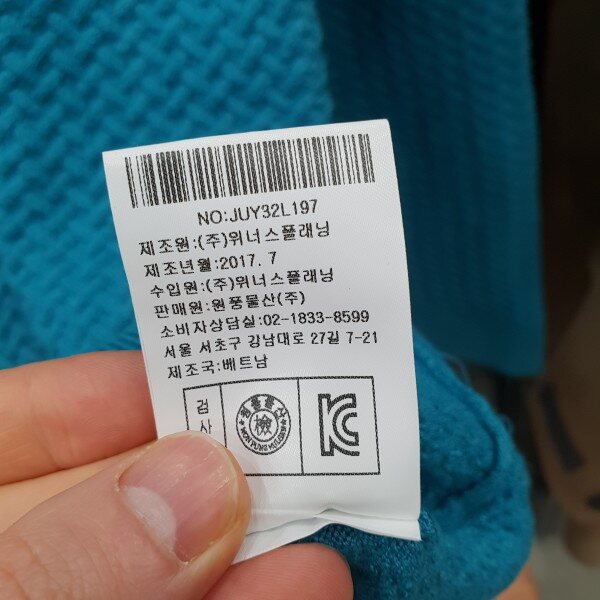 NO:JUY32L197
제조원:(주)위너스플래닝
제조년월:2017. 7
수입원:(주)위너스플래닝
판매원:원풍물산(주)
소비자상담실:02-1833-8599
서울 서초구 강남대로 27길 7-21
제조국:베트남
검사
檢
KC